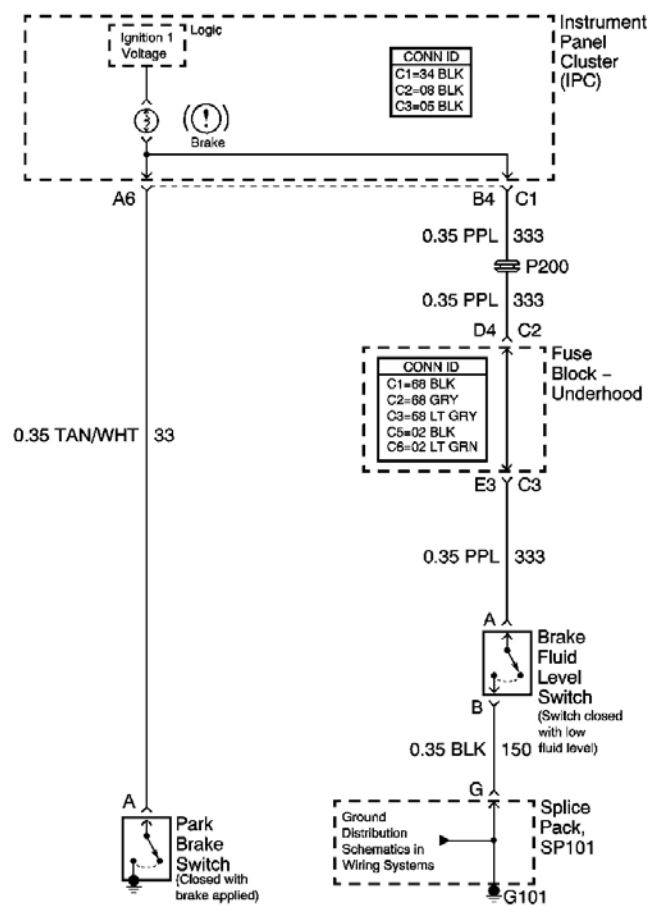 Ignition 1
Voltage
Logic
CONN ID
C1=34 BLK
C2=08 BLK
C3=05 BLK
Instrument
Panel
Cluster
(IPC)
( ! )
Brake
A6
B4 C1
0.35 PPL 333
P200
0.35 PPL 333
D4 C2
CONN ID
C1=68 BLK
C2=68 GRY
C3=68 LT GRY
C5=02 BLK
C6=02 LT GRN
Fuse
Block –
Underhood
0.35 TAN/WHT 33
E3 C3
0.35 PPL 333
A
Brake
Fluid
Level
Switch
(Switch closed
with low
fluid level)
B
0.35 BLK 150
G
A
Park
Brake
Switch
(Closed with
brake applied)
Ground
Distribution
Schematics in
Wiring Systems
Splice
Pack,
SP101
G101